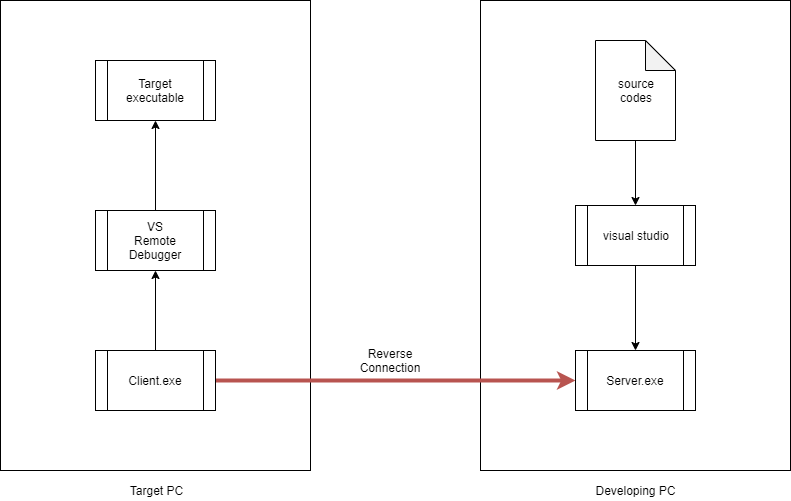 Target
executable
VS
Remote
Debugger
Client.exe
Target PC
Reverse
Connection
source
codes
visual studio
Server.exe
Developing PC